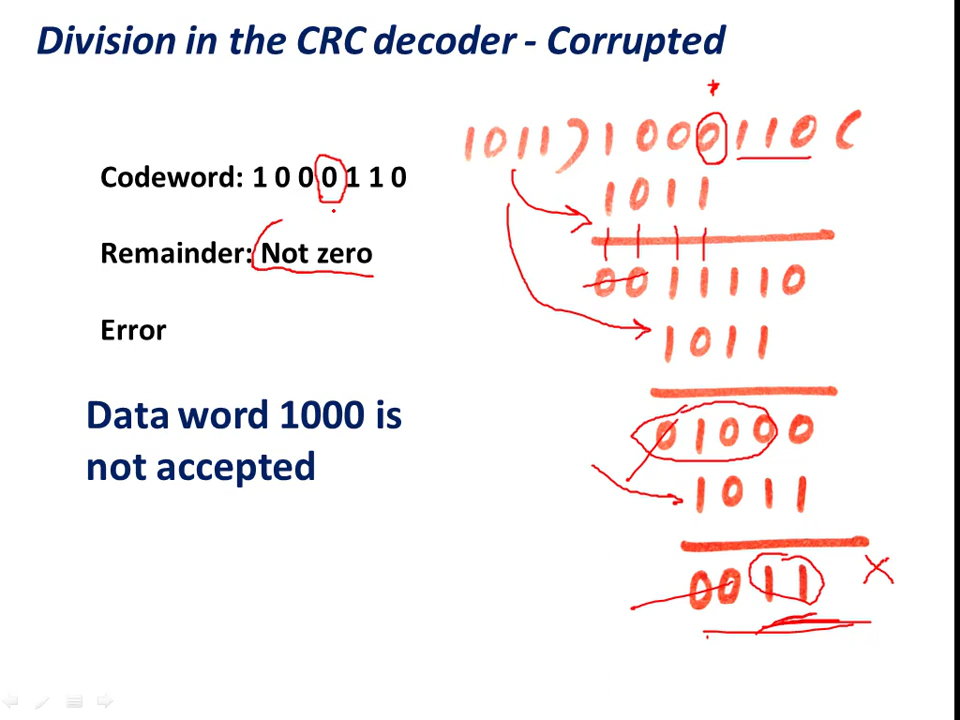 Division in the CRC decoder - Corrupted
1011)1000110(
Codeword: 1 0 0 0 1 1 0
1011
Remainder: Not zero
0011110
Error
1011
Data word 1000 is
not accepted
01000
1011
0011 X